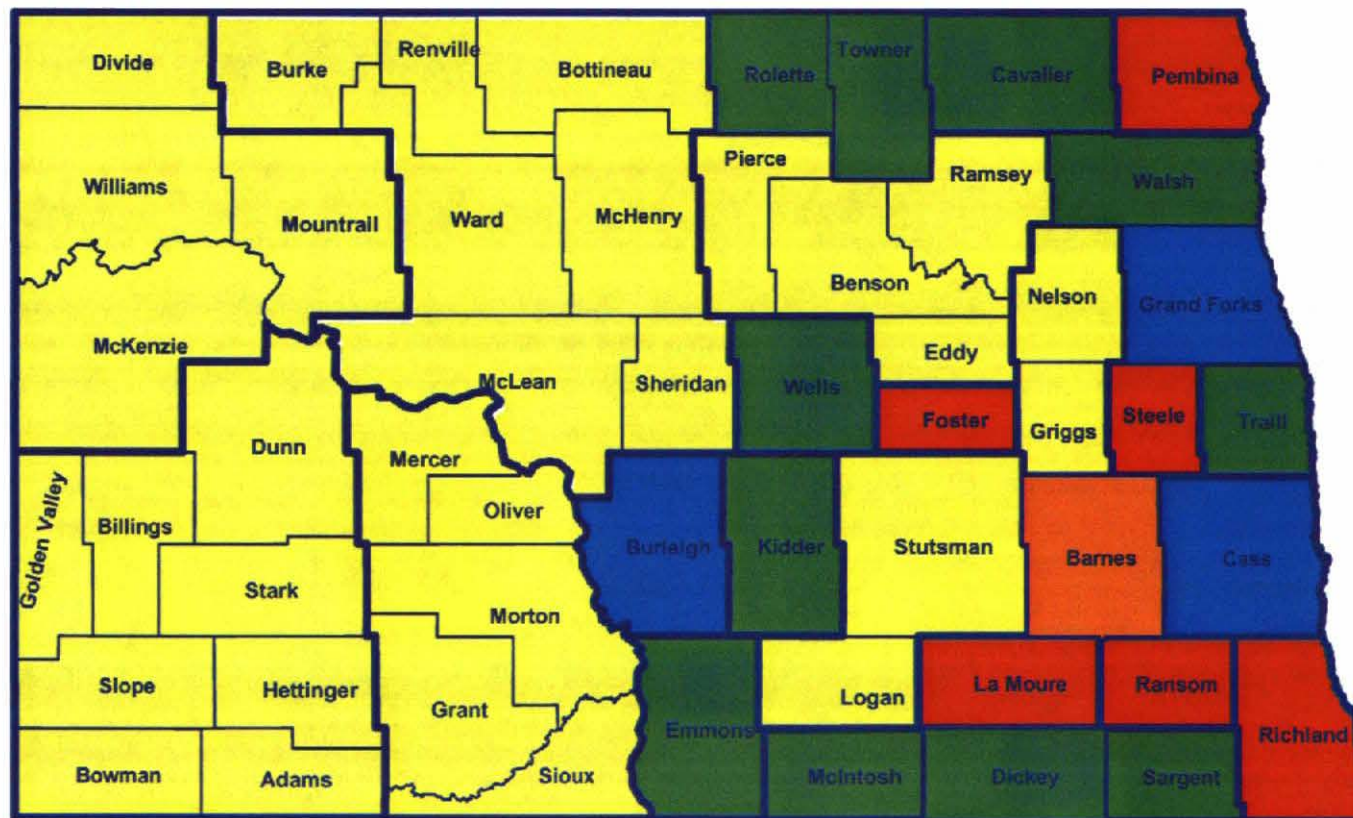 Divide
Burke
Renville
Bottineau
Rolette
Towner
Cavalier
Pembina
Williams
Mountrail
Ward
McHenry
Pierce
Ramsey
Walsh
Benson
Nelson
Grand Forks
McKenzie
McLean
Sheridan
Wells
Eddy
Foster
Griggs
Steele
Traill
Dunn
Mercer
Oliver
Golden Valley
Billings
Burleigh
Kidder
Stutsman
Barnes
Cass
Stark
Morton
Slope
Hettinger
Grant
Emmons
Logan
La Moure
Ransom
Richland
Bowman
Adams
Sioux
McIntosh
Dickey
Sargent